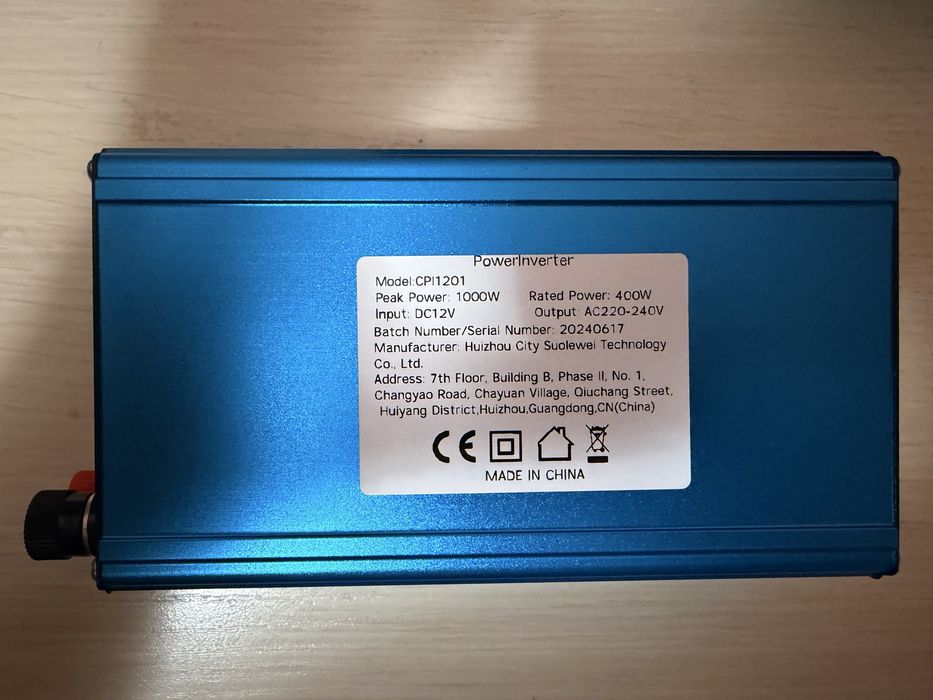 PowerInverter
Model:CPI1201
Peak Power: 1000W Rated Power: 400W
Input: DC12V Output: AC220-240V
Batch Number/Serial Number: 20240617
Manufacturer: Huizhou City Suolewei Technology
Co., Ltd.
Address: 7th Floor, Building B, Phase II, No. 1,
Changyao Road, Chayuan Village, Qiuchang Street,
Huiyang District,Huizhou,Guangdong,CN(China)
CE
MADE IN CHINA